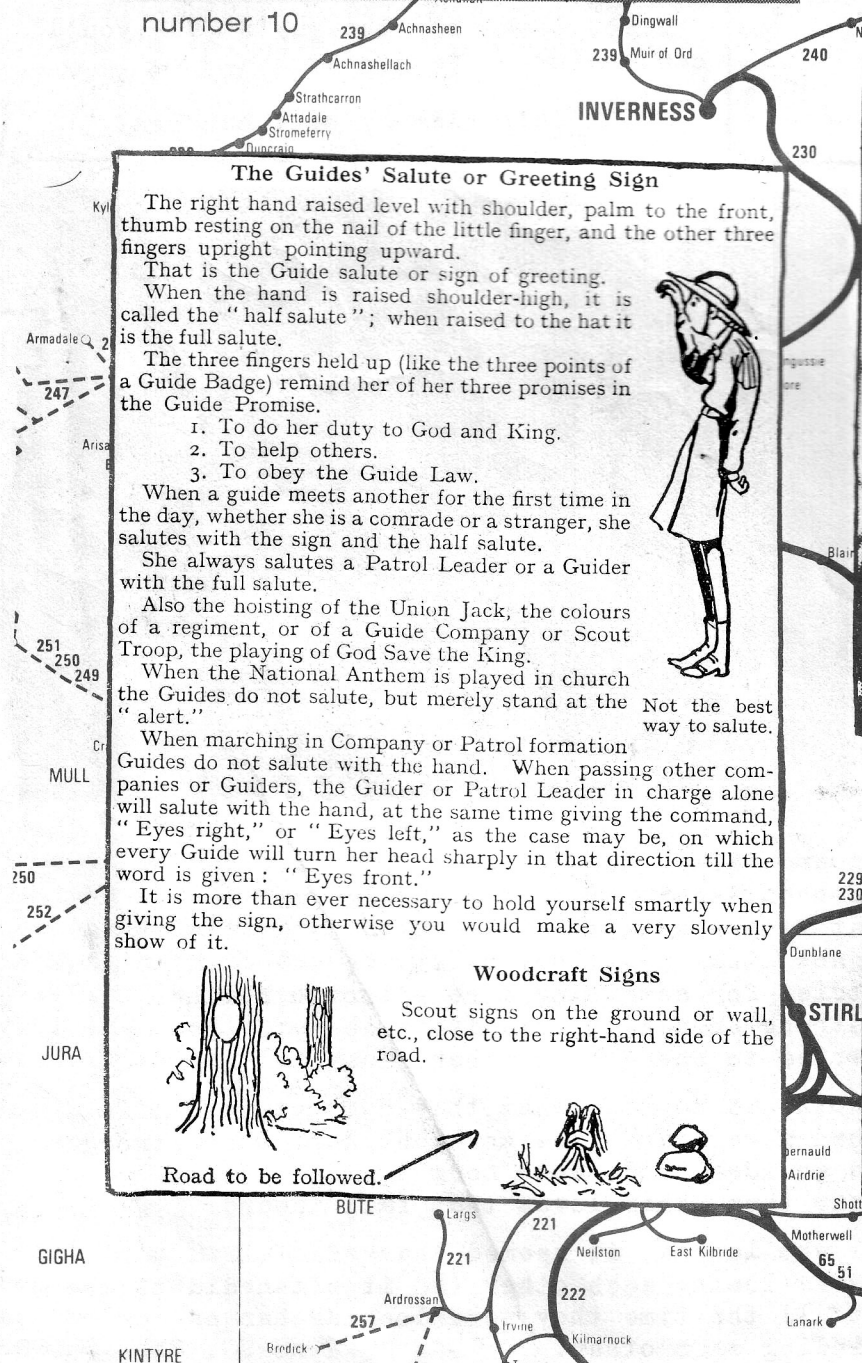 number 10
239
Achnasheen
Achnashellach
Strathcarron
Attadale
Stromeferry
Duncraig
Dingwall
239
Muir of Ord
240
INVERNESS
230
The Guides' Salute or Greeting Sign
The right hand raised level with shoulder, palm to the front,
thumb resting on the nail of the little finger, and the other three
fingers upright pointing upward.
That is the Guide salute or sign of greeting.
When the hand is raised shoulder-high, it is
called the “ half salute ” ; when raised to the hat it
is the full salute.
The three fingers held up (like the three points of
a Guide Badge) remind her of her three promises in
the Guide Promise.
1. To do her duty to God and King.
2. To help others.
3. To obey the Guide Law.
When a guide meets another for the first time in
the day, whether she is a comrade or a stranger, she
salutes with the sign and the half salute.
She always salutes a Patrol Leader or a Guider
with the full salute.
Also the hoisting of the Union Jack, the colours
of a regiment, or of a Guide Company or Scout
Troop, the playing of God Save the King.
When the National Anthem is played in church
the Guides do not salute, but merely stand at the
“ alert.”
Not the best
way to salute.
When marching in Company or Patrol formation
Guides do not salute with the hand. When passing other com-
panies or Guiders, the Guider or Patrol Leader in charge alone
will salute with the hand, at the same time giving the command,
“ Eyes right,” or “ Eyes left,” as the case may be, on which
every Guide will turn her head sharply in that direction till the
word is given : “ Eyes front.”
It is more than ever necessary to hold yourself smartly when
giving the sign, otherwise you would make a very slovenly
show of it.
Woodcraft Signs
Scout signs on the ground or wall,
etc., close to the right-hand side of the
road.
Road to be followed.
Kyl
Armadale
2
247
Arisa
251
250
249
Cr
MULL
250
252
JURA
GIGHA
KINTYRE
BUTE
Largs
221
221
Ardrossan
257
Brodick
Irvine
222
Kilmarnock
Neilston
East Kilbride
ngussie
ore
Blair
229
230
Dunblane
STIRL
bernauld
Airdrie
Shott
Motherwell
65
51
Lanark